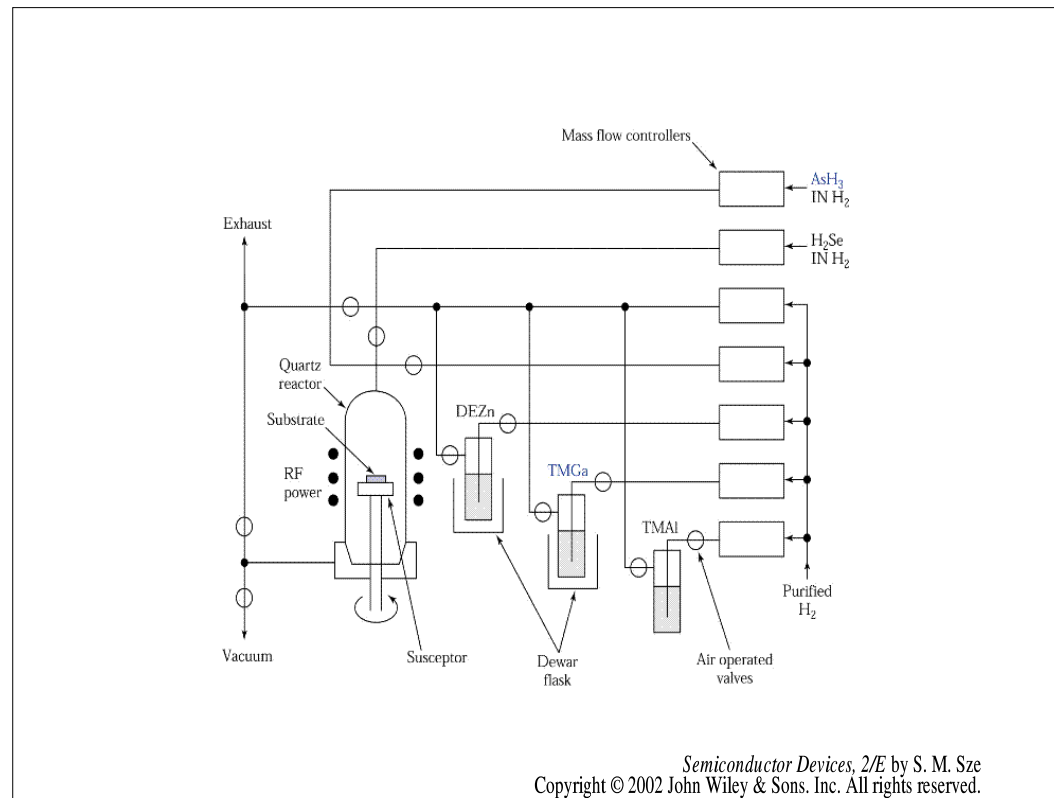 Mass flow controllers
AsH₃
IN H₂
Exhaust
H₂Se
IN H₂
Quartz
reactor
Substrate
DEZn
RF
power
TMGa
TMAl
Purified
H₂
Vacuum
Susceptor
Dewar
flask
Air operated
valves
Semiconductor Devices, 2/E by S. M. Sze
Copyright © 2002 John Wiley & Sons. Inc. All rights reserved.